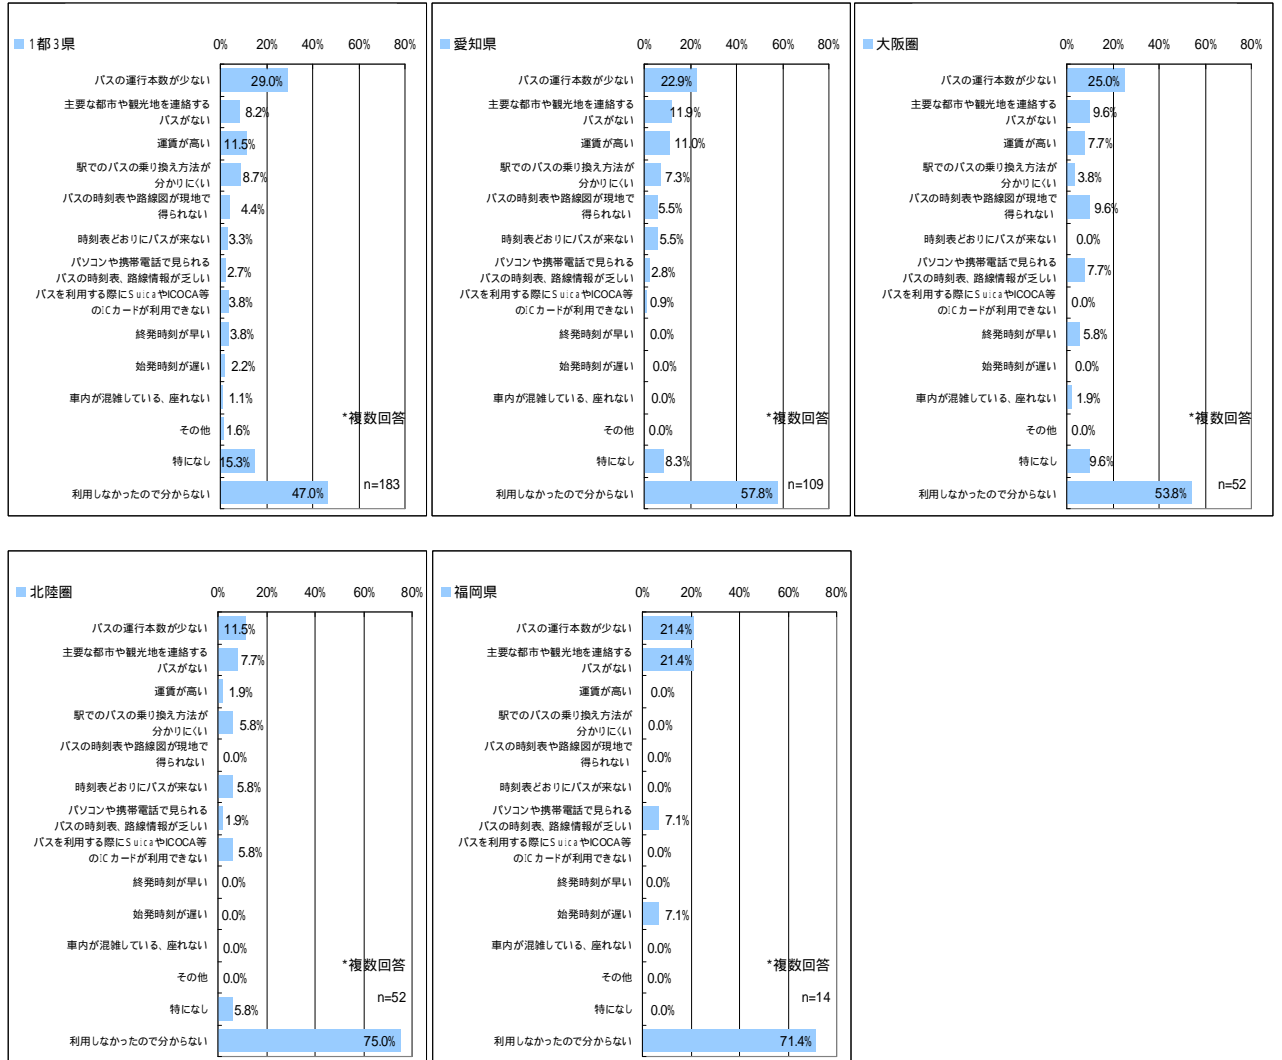 1都3県
0% 20% 40% 60% 80%
バスの運行本数が少ない 29.0%
主要な都市や観光地を連絡する
バスがない 8.2%
運賃が高い 11.5%
駅でのバスの乗り換え方法が
分かりにくい 8.7%
バスの時刻表や路線図が現地で
得られない 4.4%
時刻表どおりにバスが来ない 3.3%
パソコンや携帯電話で見られる
バスの時刻表、路線情報が乏しい 2.7%
バスを利用する際にSuicaやICOCA等
のICカードが利用できない 3.8%
終発時刻が早い 3.8%
始発時刻が遅い 2.2%
車内が混雑している、座れない 1.1%
*複数回答
その他 1.6%
特になし 15.3%
n=183
利用しなかったので分からない 47.0%
愛知県
0% 20% 40% 60% 80%
バスの運行本数が少ない 22.9%
主要な都市や観光地を連絡する
バスがない 11.9%
運賃が高い 11.0%
駅でのバスの乗り換え方法が
分かりにくい 7.3%
バスの時刻表や路線図が現地で
得られない 5.5%
時刻表どおりにバスが来ない 5.5%
パソコンや携帯電話で見られる
バスの時刻表、路線情報が乏しい 2.8%
バスを利用する際にSuicaやICOCA等
のICカードが利用できない 0.9%
終発時刻が早い 0.0%
始発時刻が遅い 0.0%
車内が混雑している、座れない 0.0%
*複数回答
その他 0.0%
特になし 8.3%
n=109
利用しなかったので分からない 57.8%
大阪圏
0% 20% 40% 60% 80%
バスの運行本数が少ない 25.0%
主要な都市や観光地を連絡する
バスがない 9.6%
運賃が高い 7.7%
駅でのバスの乗り換え方法が
分かりにくい 3.8%
バスの時刻表や路線図が現地で
得られない 9.6%
時刻表どおりにバスが来ない 0.0%
パソコンや携帯電話で見られる
バスの時刻表、路線情報が乏しい 7.7%
バスを利用する際にSuicaやICOCA等
のICカードが利用できない 0.0%
終発時刻が早い 5.8%
始発時刻が遅い 0.0%
車内が混雑している、座れない 1.9%
*複数回答
その他 0.0%
特になし 9.6%
n=52
利用しなかったので分からない 53.8%
北陸圏
0% 20% 40% 60% 80%
バスの運行本数が少ない 11.5%
主要な都市や観光地を連絡する
バスがない 7.7%
運賃が高い 1.9%
駅でのバスの乗り換え方法が
分かりにくい 5.8%
バスの時刻表や路線図が現地で
得られない 0.0%
時刻表どおりにバスが来ない 5.8%
パソコンや携帯電話で見られる
バスの時刻表、路線情報が乏しい 1.9%
バスを利用する際にSuicaやICOCA等
のICカードが利用できない 5.8%
終発時刻が早い 0.0%
始発時刻が遅い 0.0%
車内が混雑している、座れない 0.0%
*複数回答
その他 0.0%
n=52
特になし 5.8%
利用しなかったので分からない 75.0%
福岡県
0% 20% 40% 60% 80%
バスの運行本数が少ない 21.4%
主要な都市や観光地を連絡する
バスがない 21.4%
運賃が高い 0.0%
駅でのバスの乗り換え方法が
分かりにくい 0.0%
バスの時刻表や路線図が現地で
得られない 0.0%
時刻表どおりにバスが来ない 0.0%
パソコンや携帯電話で見られる
バスの時刻表、路線情報が乏しい 7.1%
バスを利用する際にSuicaやICOCA等
のICカードが利用できない 0.0%
終発時刻が早い 0.0%
始発時刻が遅い 7.1%
車内が混雑している、座れない 0.0%
*複数回答
その他 0.0%
n=14
特になし 0.0%
利用しなかったので分からない 71.4%